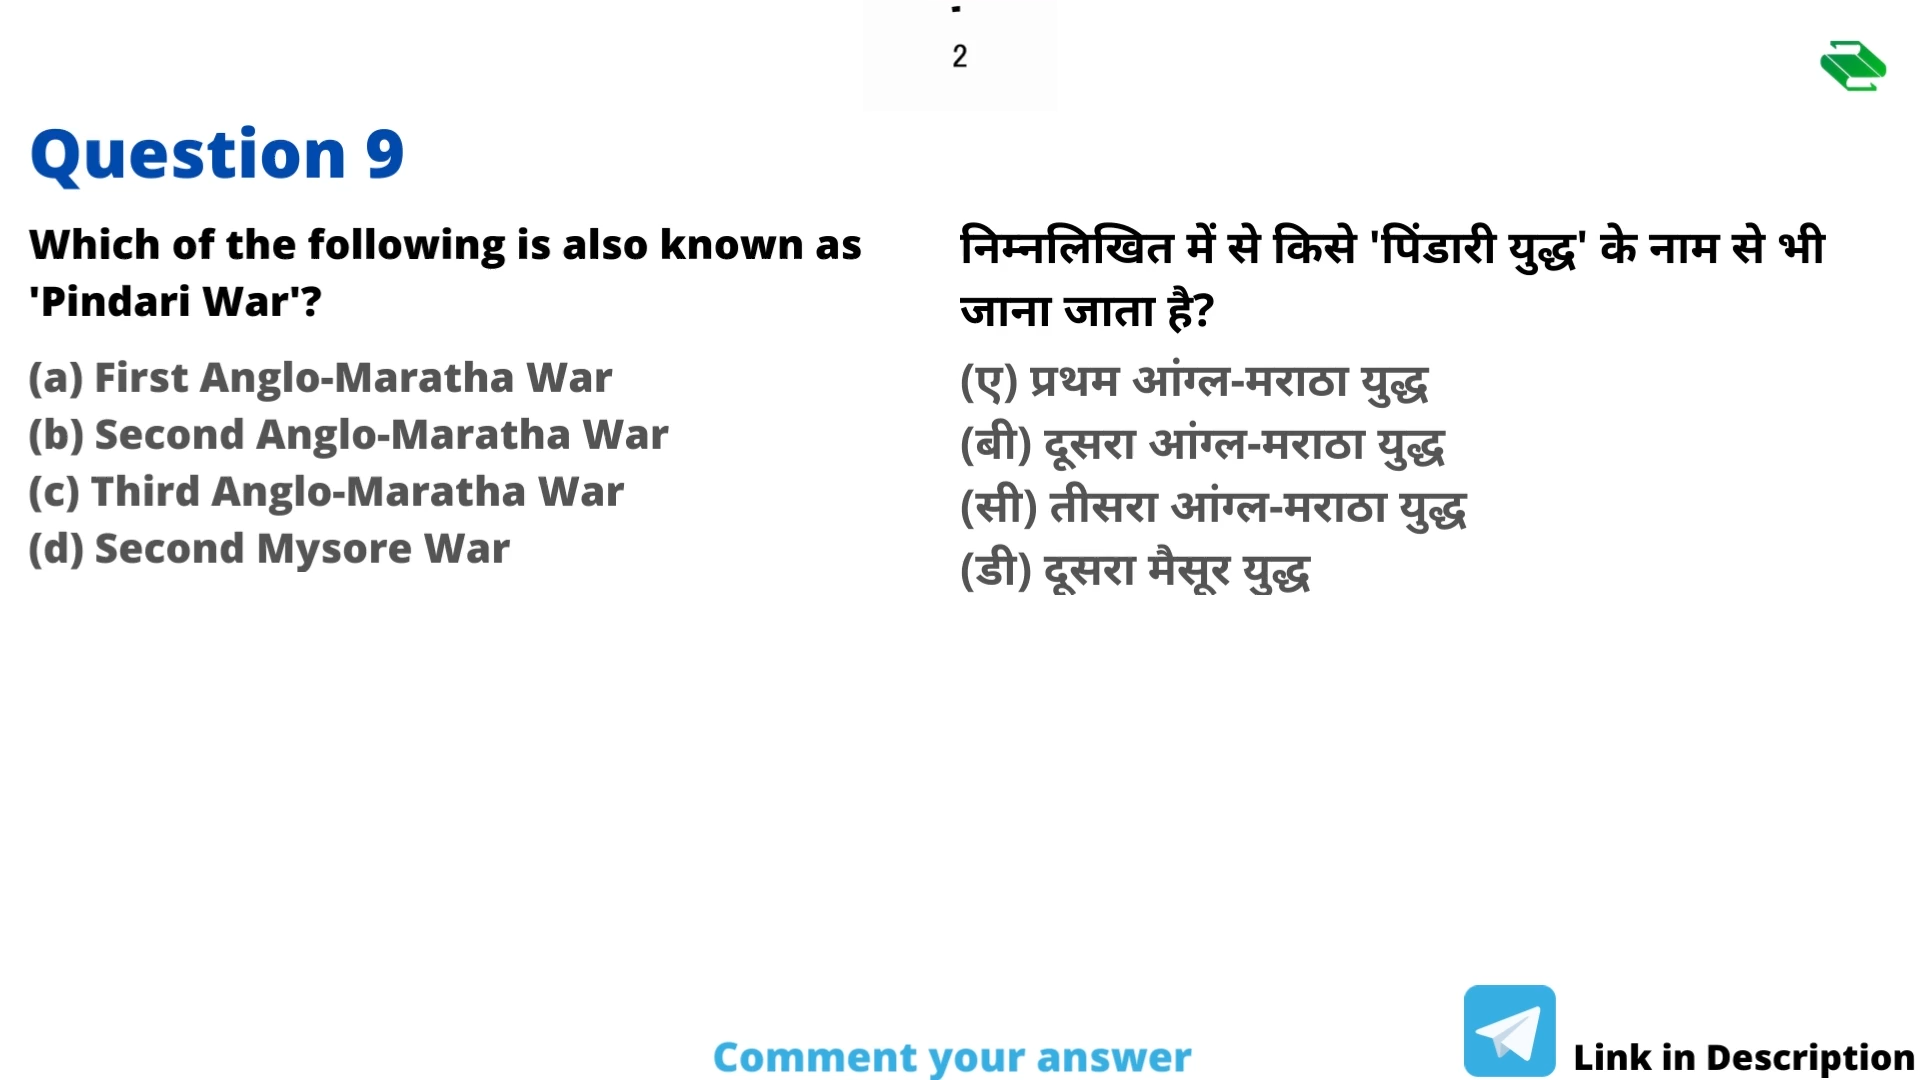 2
Question 9
Which of the following is also known as
'Pindari War'?
(a) First Anglo-Maratha War
(b) Second Anglo-Maratha War
(c) Third Anglo-Maratha War
(d) Second Mysore War
निम्नलिखित में से किसे 'पिंडारी युद्ध' के नाम से भी
जाना जाता है?
(ए) प्रथम आंग्ल-मराठा युद्ध
(बी) दूसरा आंग्ल-मराठा युद्ध
(सी) तीसरा आंग्ल-मराठा युद्ध
(डी) दूसरा मैसूर युद्ध
Comment your answer
Link in Description